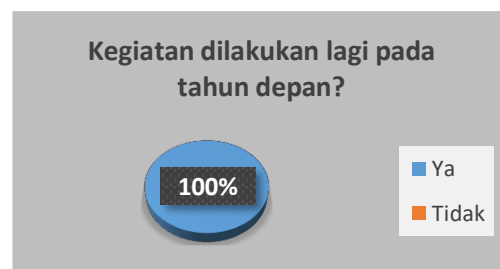 Kegiatan dilakukan lagi pada
tahun depan?
100%
Ya
Tidak